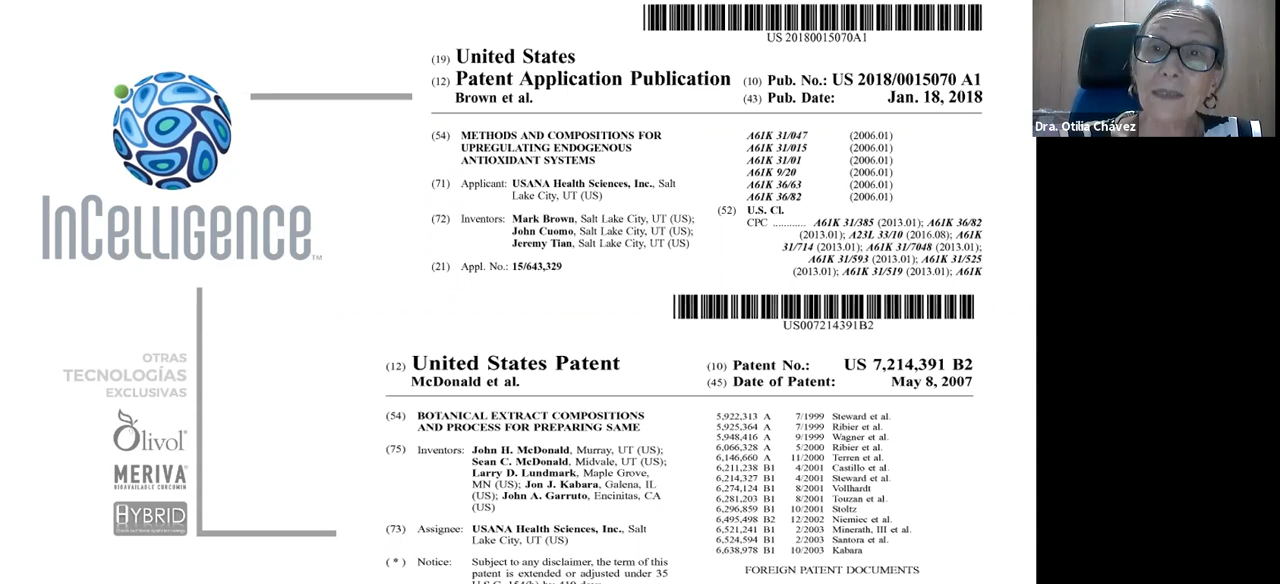 US 20180015070A1
(19) United States
(12) Patent Application Publication (10) Pub. No.: US 2018/0015070 A1
Brown et al. (43) Pub. Date: Jan. 18, 2018
(54) METHODS AND COMPOSITIONS FOR
UPREGULATING ENDOGENOUS
ANTIOXIDANT SYSTEMS
(71) Applicant: USANA Health Sciences, Inc., Salt
Lake City, UT (US)
(72) Inventors: Mark Brown, Salt Lake City, UT (US);
John Cuomo, Salt Lake City, UT (US);
Jeremy Tian, Salt Lake City, UT (US)
(21) Appl. No.: 15/643,329
A61K 31/047 (2006.01)
A61K 31/015 (2006.01)
A61K 31/01 (2006.01)
A61K 9/20 (2006.01)
A61K 36/63 (2006.01)
A61K 36/82 (2006.01)
(52) U.S. Cl.
CPC ............ A61K 31/385 (2013.01); A61K 36/82
(2013.01); A23L 33/10 (2016.08); A61K
31/714 (2013.01); A61K 31/7048 (2013.01);
A61K 31/593 (2013.01); A61K 31/525
(2013.01); A61K 31/519 (2013.01); A61K
Dra. Otilia Chávez
InCelligence™
US007214391B2
(12) United States Patent (10) Patent No.: US 7,214,391 B2
McDonald et al. (45) Date of Patent: May 8, 2007
(54) BOTANICAL EXTRACT COMPOSITIONS
AND PROCESS FOR PREPARING SAME
(75) Inventors: John H. McDonald, Murray, UT (US);
Sean C. McDonald, Midvale, UT (US);
Larry D. Lundmark, Maple Grove,
MN (US); Jon J. Kabara, Galena, IL
(US); John A. Garruto, Encinitas, CA
(US)
(73) Assignee: USANA Health Sciences, Inc., Salt
Lake City, UT (US)
( * ) Notice: Subject to any disclaimer, the term of this
patent is extended or adjusted under 35
5,922,313 A 7/1999 Steward et al.
5,925,364 A 7/1999 Ribier et al.
5,948,416 A 9/1999 Wagner et al.
6,066,328 A 5/2000 Ribier et al.
6,146,660 A 11/2000 Terren et al.
6,211,238 B1 4/2001 Castillo et al.
6,214,327 B1 4/2001 Steward et al.
6,274,124 B1 8/2001 Vollhardt
6,281,203 B1 8/2001 Touzan et al.
6,296,859 B1 10/2001 Stoltz
6,495,498 B2 12/2002 Niemiec et al.
6,521,241 B1 2/2003 Minerath, III et al.
6,524,594 B1 2/2003 Santora et al.
6,638,978 B1 10/2003 Kabara
FOREIGN PATENT DOCUMENTS
OTRAS
TECNOLOGÍAS
EXCLUSIVAS
Olivol®
MERIVA®
BIOAVAILABLE CURCUMIN
HYBRID